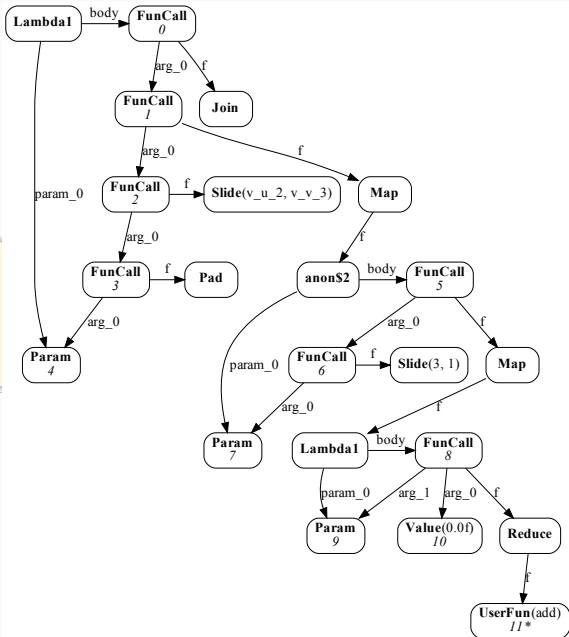 Lambda1
body
FunCall
0
arg_0
f
FunCall
1
Join
arg_0
f
param_0
FunCall
2
f
Slide(v_u_2, v_v_3)
Map
arg_0
f
FunCall
3
f
Pad
anon$2
body
FunCall
5
arg_0
arg_0
f
Param
4
param_0
FunCall
6
f
Slide(3, 1)
Map
arg_0
f
Param
7
Lambda1
body
FunCall
8
param_0
arg_1
arg_0
f
Param
9
Value(0.0f)
10
Reduce
f
UserFun(add)
11*